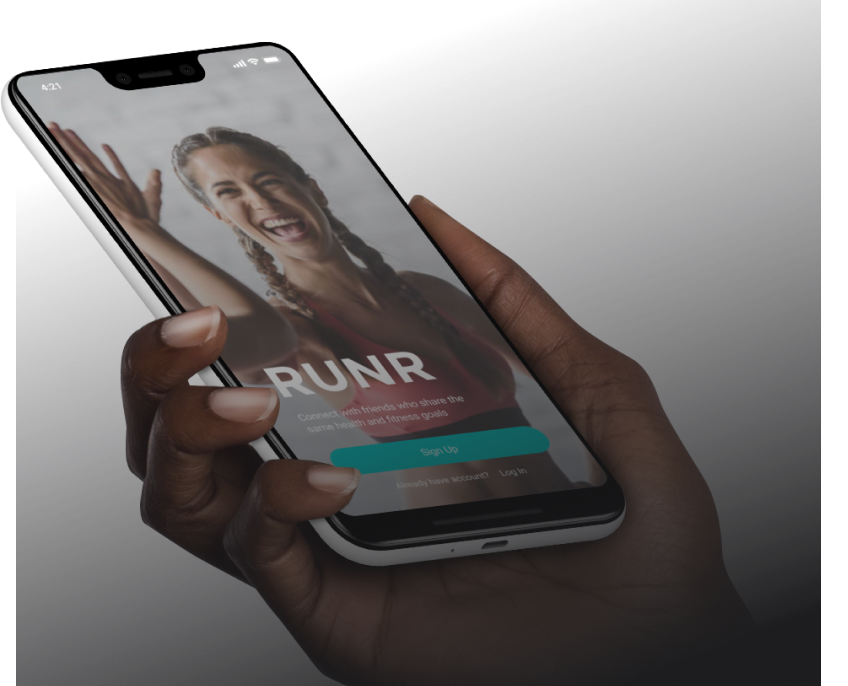 4:21
RUNR
Connect with friends who share the
same health and fitness goals
Sign Up
Already have account? Log In